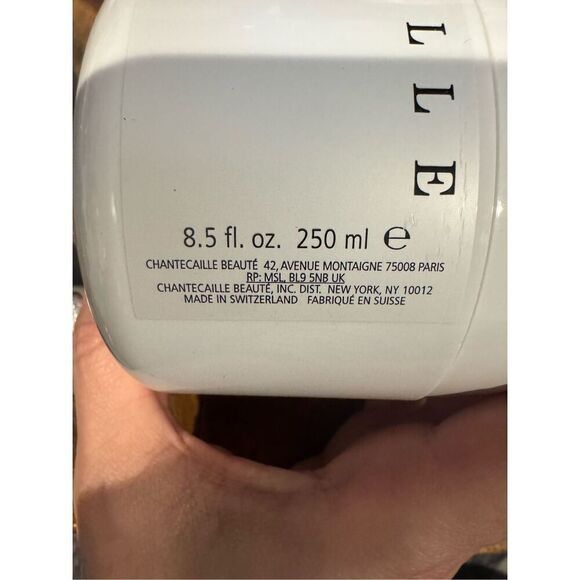 LLE
8.5 fl. oz. 250 ml ℮
CHANTECAILLE BEAUTÉ 42, AVENUE MONTAIGNE 75008 PARIS
RP: MSL, BL9 5NB UK
CHANTECAILLE BEAUTÉ, INC. DIST. NEW YORK, NY 10012
MADE IN SWITZERLAND FABRIQUÉ EN SUISSE